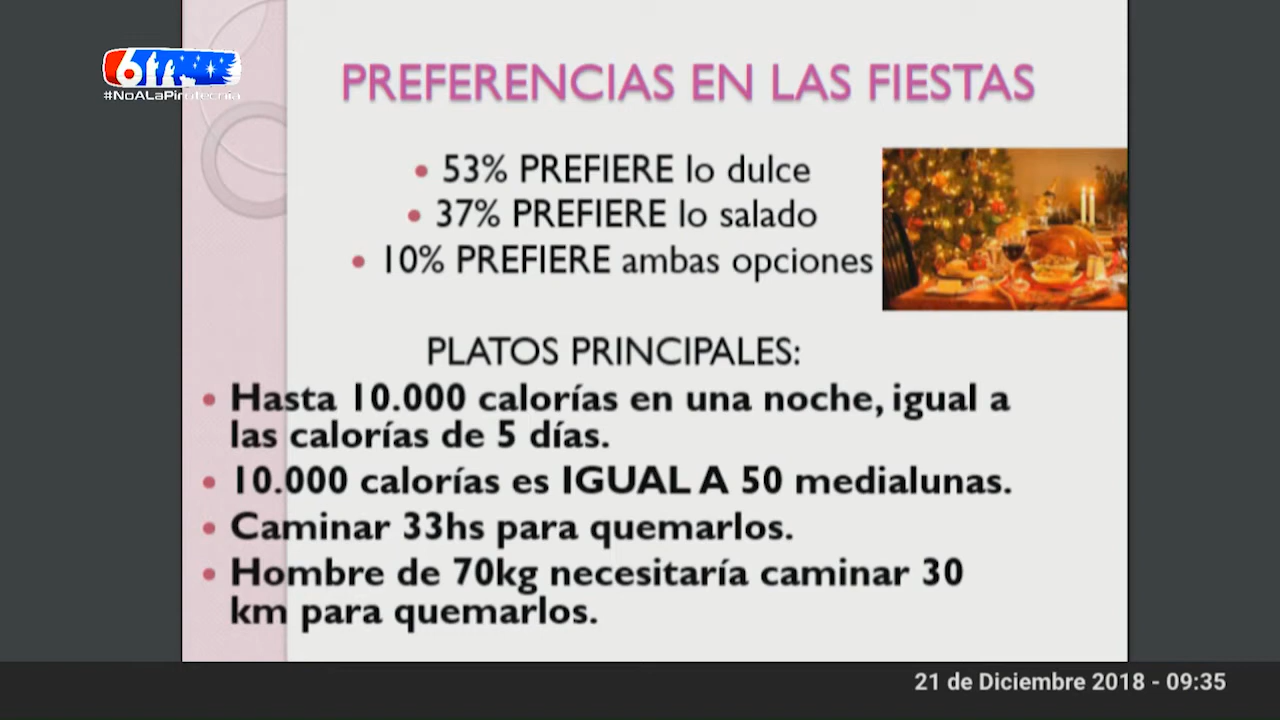 6
#NoALaPirotecnia
PREFERENCIAS EN LAS FIESTAS
• 53% PREFIERE lo dulce
• 37% PREFIERE lo salado
• 10% PREFIERE ambas opciones
PLATOS PRINCIPALES:
• Hasta 10.000 calorías en una noche, igual a
las calorías de 5 días.
• 10.000 calorías es IGUAL A 50 medialunas.
• Caminar 33hs para quemarlos.
• Hombre de 70kg necesitaría caminar 30
km para quemarlos.
21 de Diciembre 2018 - 09:35